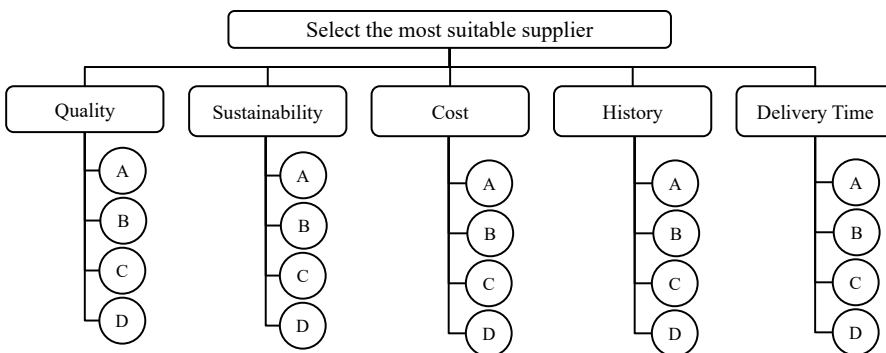 Select the most suitable supplier
Quality
Sustainability
Cost
History
Delivery Time
A
B
C
D
A
B
C
D
A
B
C
D
A
B
C
D
A
B
C
D